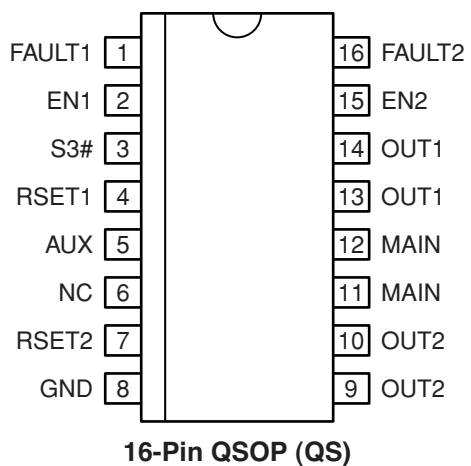 FAULT1 1 16 FAULT2
EN1 2 15 EN2
S3# 3 14 OUT1
RSET1 4 13 OUT1
AUX 5 12 MAIN
NC 6 11 MAIN
RSET2 7 10 OUT2
GND 8 9 OUT2
16-Pin QSOP (QS)